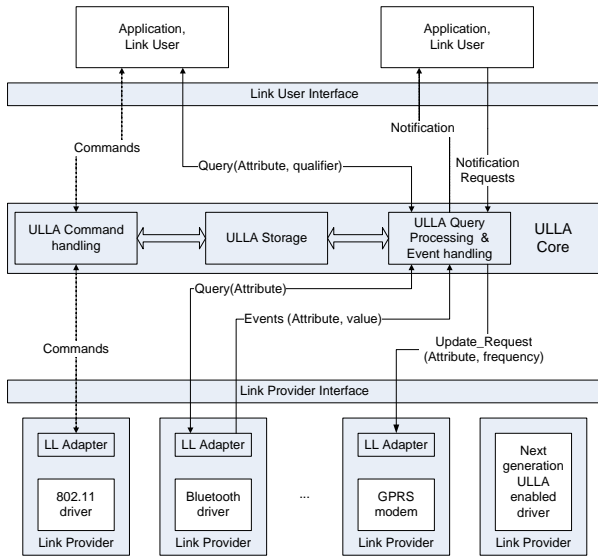 Application,
Link User
Application,
Link User
Link User Interface
Commands
Notification
Query(Attribute, qualifier)
Notification
Requests
ULLA Command
handling
ULLA Storage
ULLA Query
Processing &
Event handling
ULLA
Core
Query(Attribute)
Events (Attribute, value)
Commands
Update_Request
(Attribute, frequency)
Link Provider Interface
LL Adapter
802.11
driver
Link Provider
LL Adapter
Bluetooth
driver
Link Provider
...
LL Adapter
GPRS
modem
Link Provider
Next
generation
ULLA
enabled
driver
Link Provider